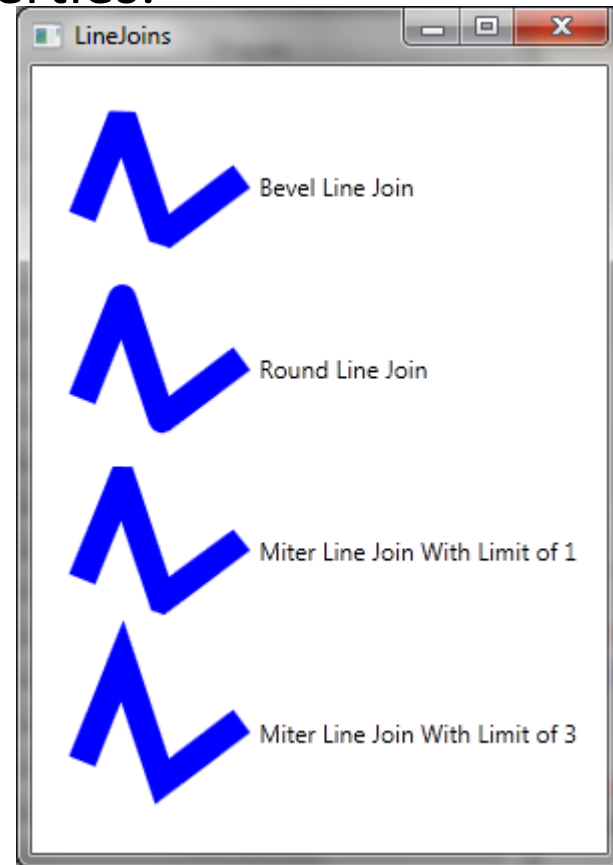 LineJoins
Bevel Line Join
Round Line Join
Miter Line Join With Limit of 1
Miter Line Join With Limit of 3